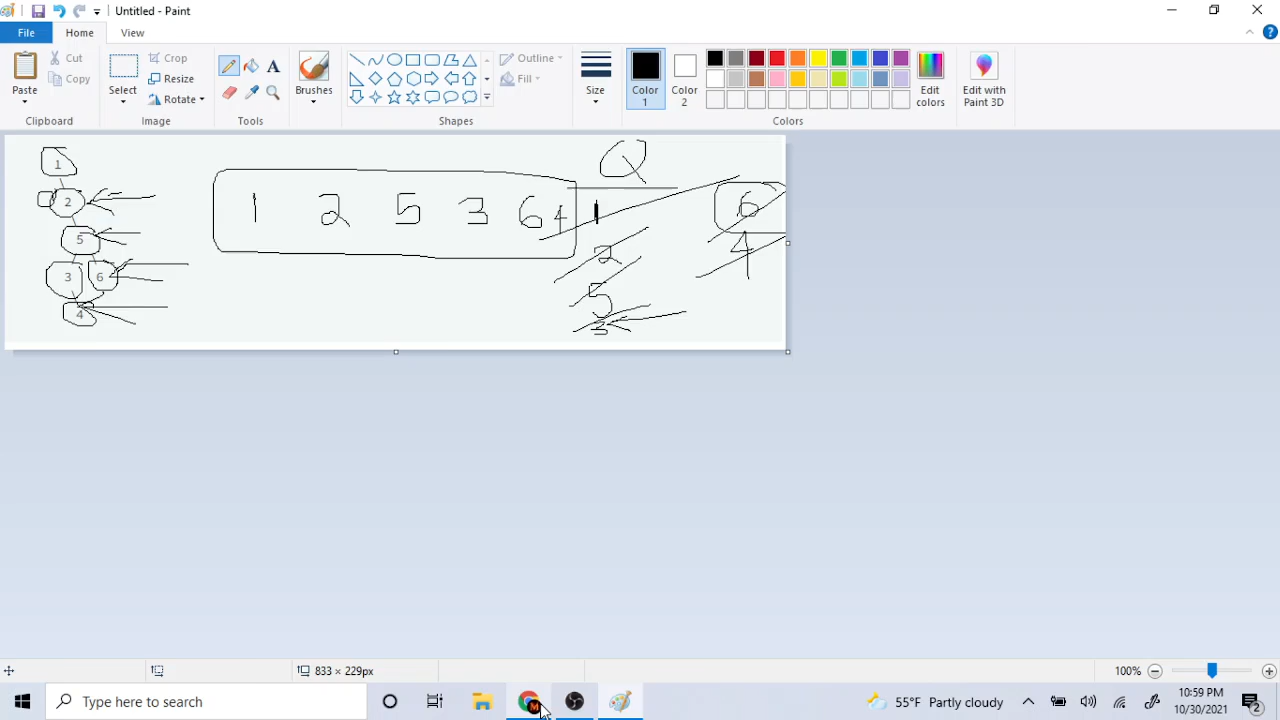 Untitled - Paint
File
Home
View
Paste
Cut
Copy
Clipboard
Select
Crop
Resize
Rotate
Image
A
Tools
Brushes
Shapes
Outline
Fill
Size
Color 1
Color 2
Edit colors
Edit with Paint 3D
Colors
1
2
5
3 6
4
1 2 5 3 6 4
Q
1
2
5
3
6
4
833 × 229px
100%
Type here to search
M
55°F Partly cloudy
10:59 PM
10/30/2021
2